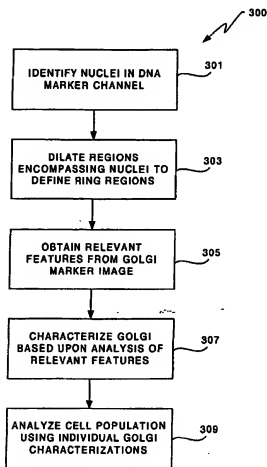 300
IDENTIFY NUCLEI IN DNA
MARKER CHANNEL
301
DILATE REGIONS
ENCOMPASSING NUCLEI TO
DEFINE RING REGIONS
303
OBTAIN RELEVANT
FEATURES FROM GOLGI
MARKER IMAGE
305
CHARACTERIZE GOLGI
BASED UPON ANALYSIS OF
RELEVANT FEATURES
307
ANALYZE CELL POPULATION
USING INDIVIDUAL GOLGI
CHARACTERIZATIONS
309